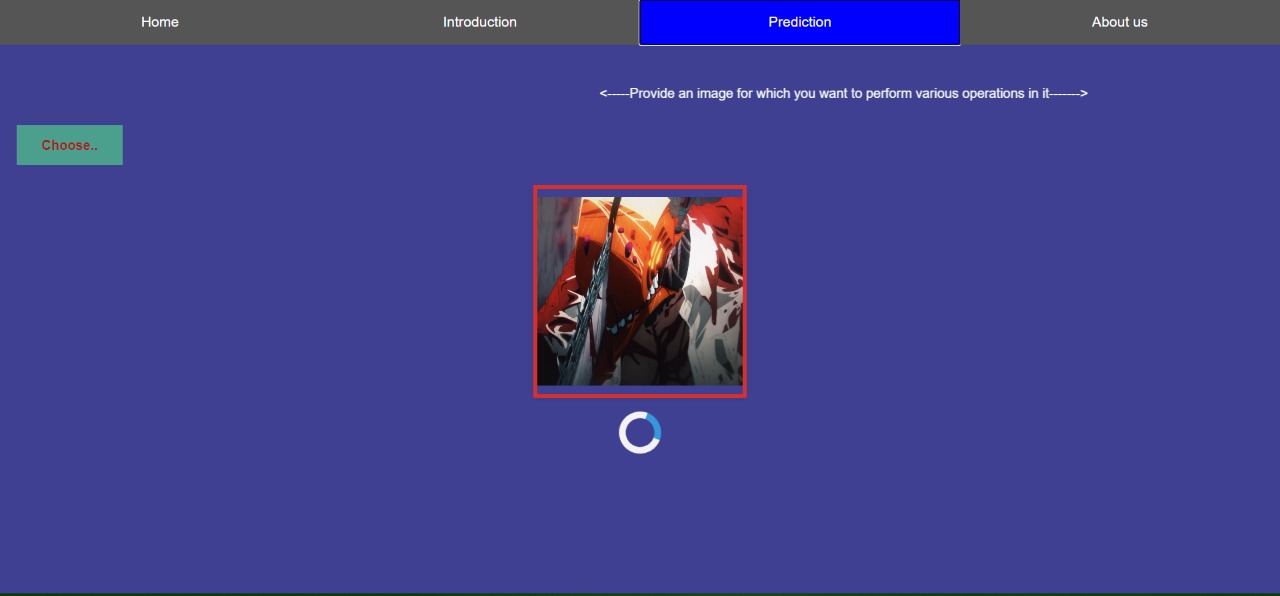 Home
Introduction
Prediction
About us
<-----Provide an image for which you want to perform various operations in it------->
Choose..